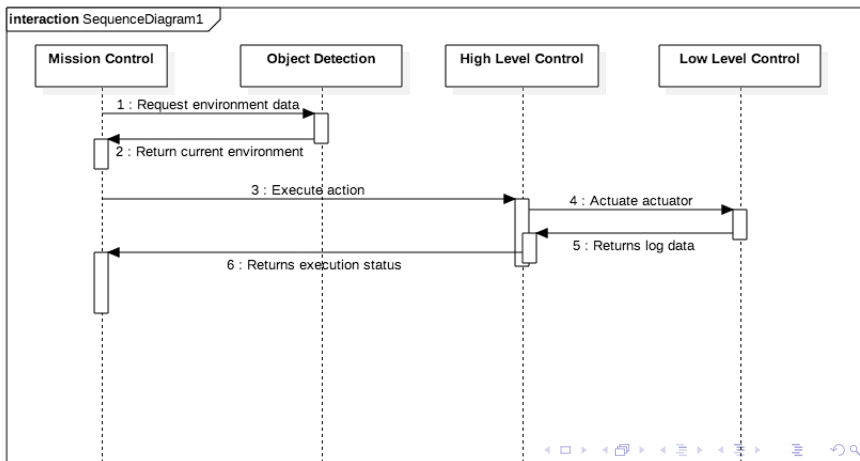 interaction SequenceDiagram1
Mission Control
Object Detection
High Level Control
Low Level Control
1 : Request environment data
2 : Return current environment
3 : Execute action
4 : Actuate actuator
5 : Returns log data
6 : Returns execution status